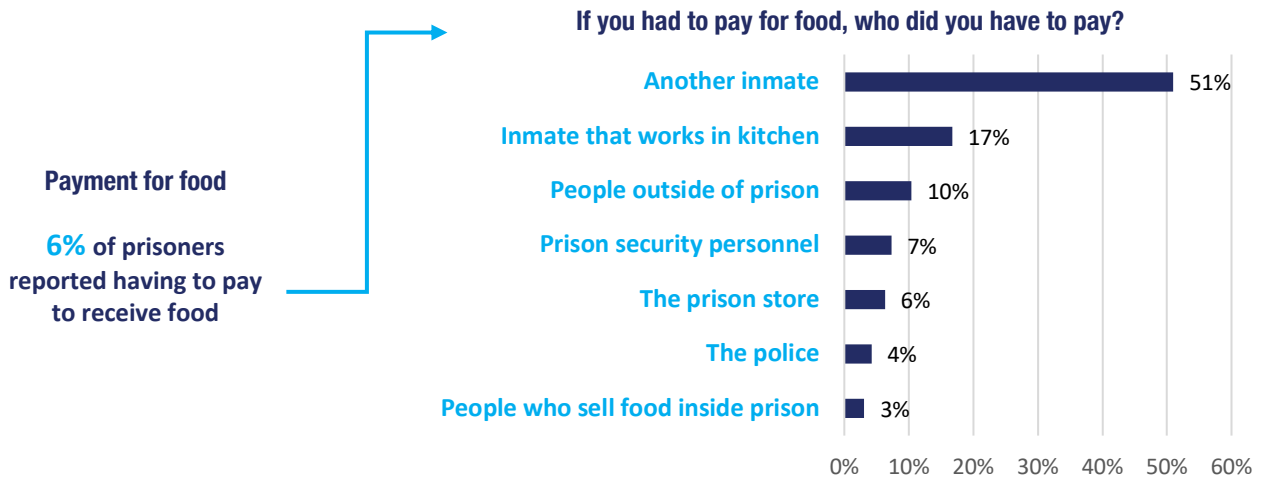 If you had to pay for food, who did you have to pay?
Payment for food
6% of prisoners
reported having to pay
to receive food
Another inmate 51%
Inmate that works in kitchen 17%
People outside of prison 10%
Prison security personnel 7%
The prison store 6%
The police 4%
People who sell food inside prison 3%
0% 10% 20% 30% 40% 50% 60%